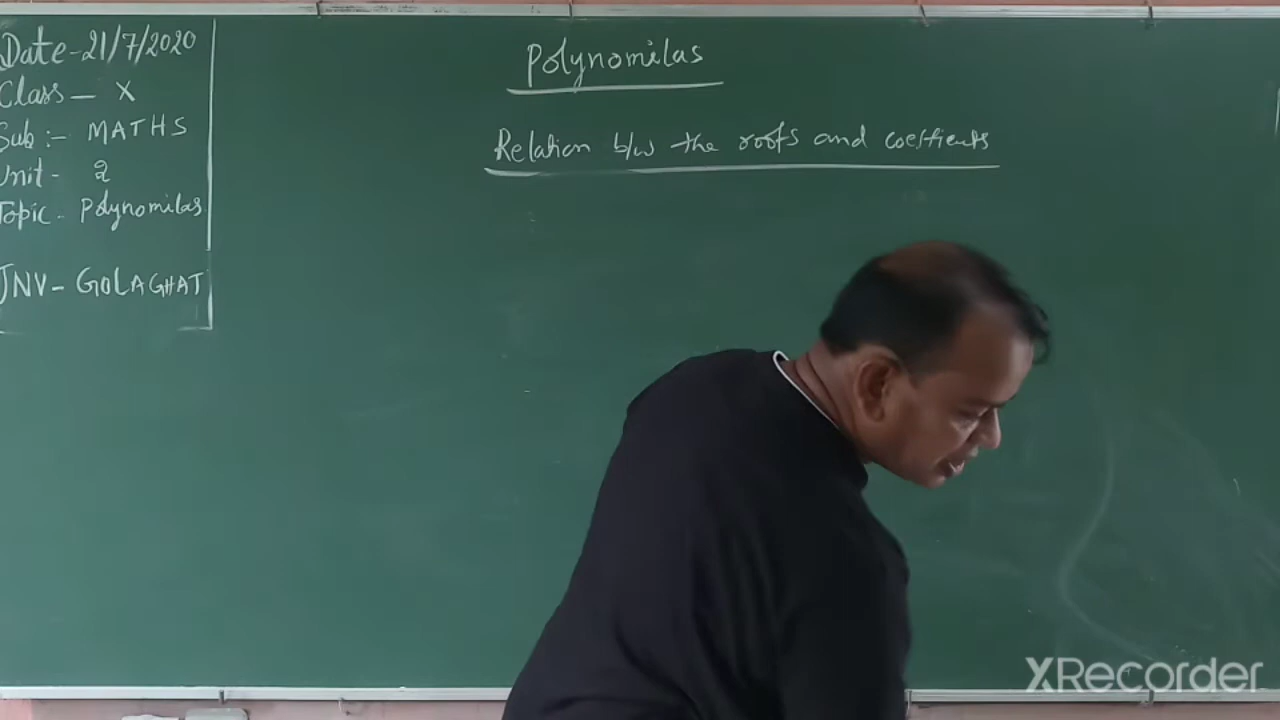 Date-21/7/2020
Class - X
Sub:- MATHS
Unit- 2
Topic - Polynomilas
JNV- GOLAGHAT
Polynomilas
Relation b/w the roots and coefficients
XRecorder